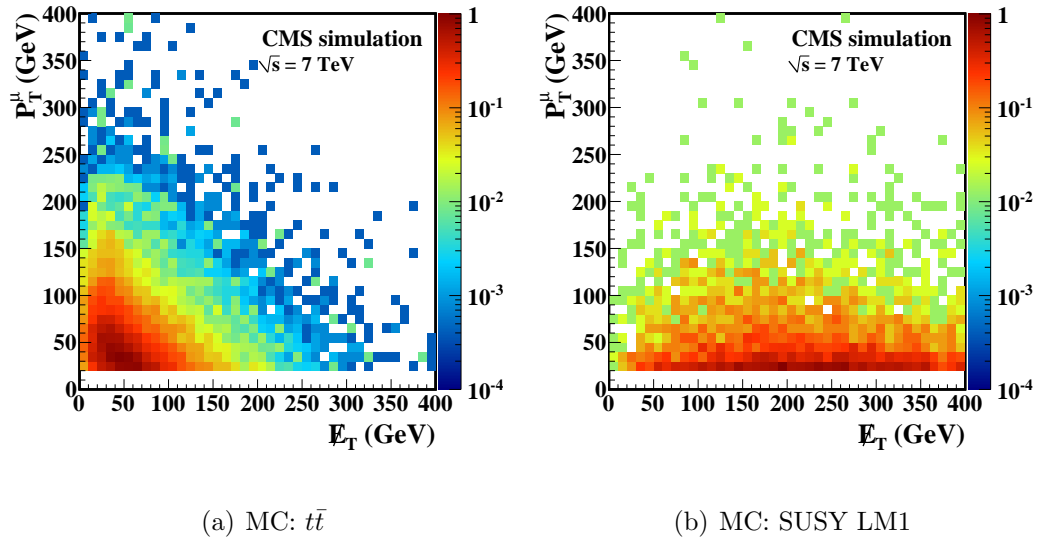 P_T^μ (GeV)
400
350
300
250
200
150
100
50
0
CMS simulation
√s = 7 TeV
1
10^-1
10^-2
10^-3
10^-4
0 50 100 150 200 250 300 350 400
E̸_T (GeV)
(a) MC: tt̄
P_T^μ (GeV)
400
350
300
250
200
150
100
50
0
CMS simulation
√s = 7 TeV
1
10^-1
10^-2
10^-3
10^-4
0 50 100 150 200 250 300 350 400
E̸_T (GeV)
(b) MC: SUSY LM1